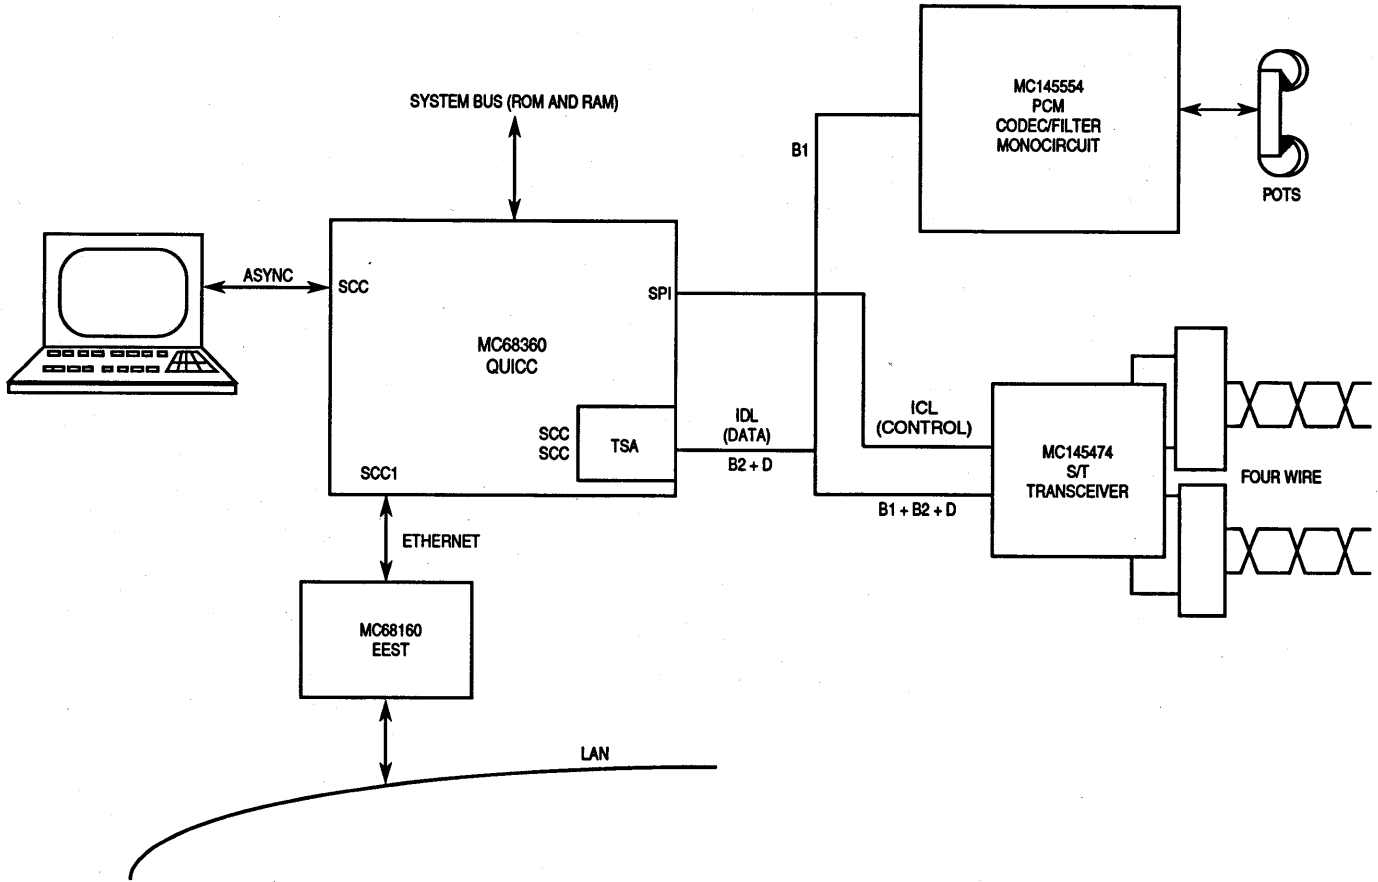 SYSTEM BUS (ROM AND RAM)
MC145554
PCM
CODEC/FILTER
MONOCIRCUIT
B1
POTS
ASYNC
SCC
SPI
MC68360
QUICC
SCC
SCC
TSA
SCC1
IDL
(DATA)
B2 + D
ICL
(CONTROL)
B1 + B2 + D
MC145474
S/T
TRANSCEIVER
FOUR WIRE
ETHERNET
MC68160
EEST
LAN